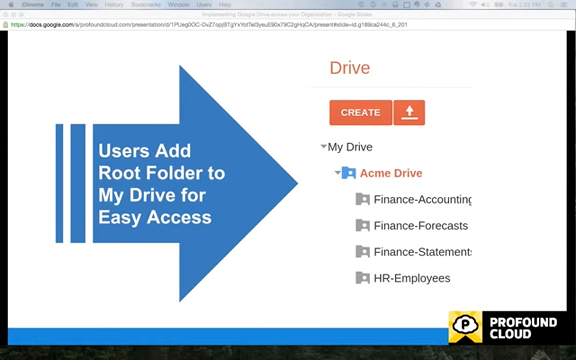 Chrome File Edit View History Bookmarks Window Users Help
Implementing Google Drive across your Organization - Google Slides
Users Add
Root Folder to
My Drive for
Easy Access
Drive
CREATE
My Drive
Acme Drive
Finance-Accounting
Finance-Forecasts
Finance-Statements
HR-Employees
PROFOUND
CLOUD